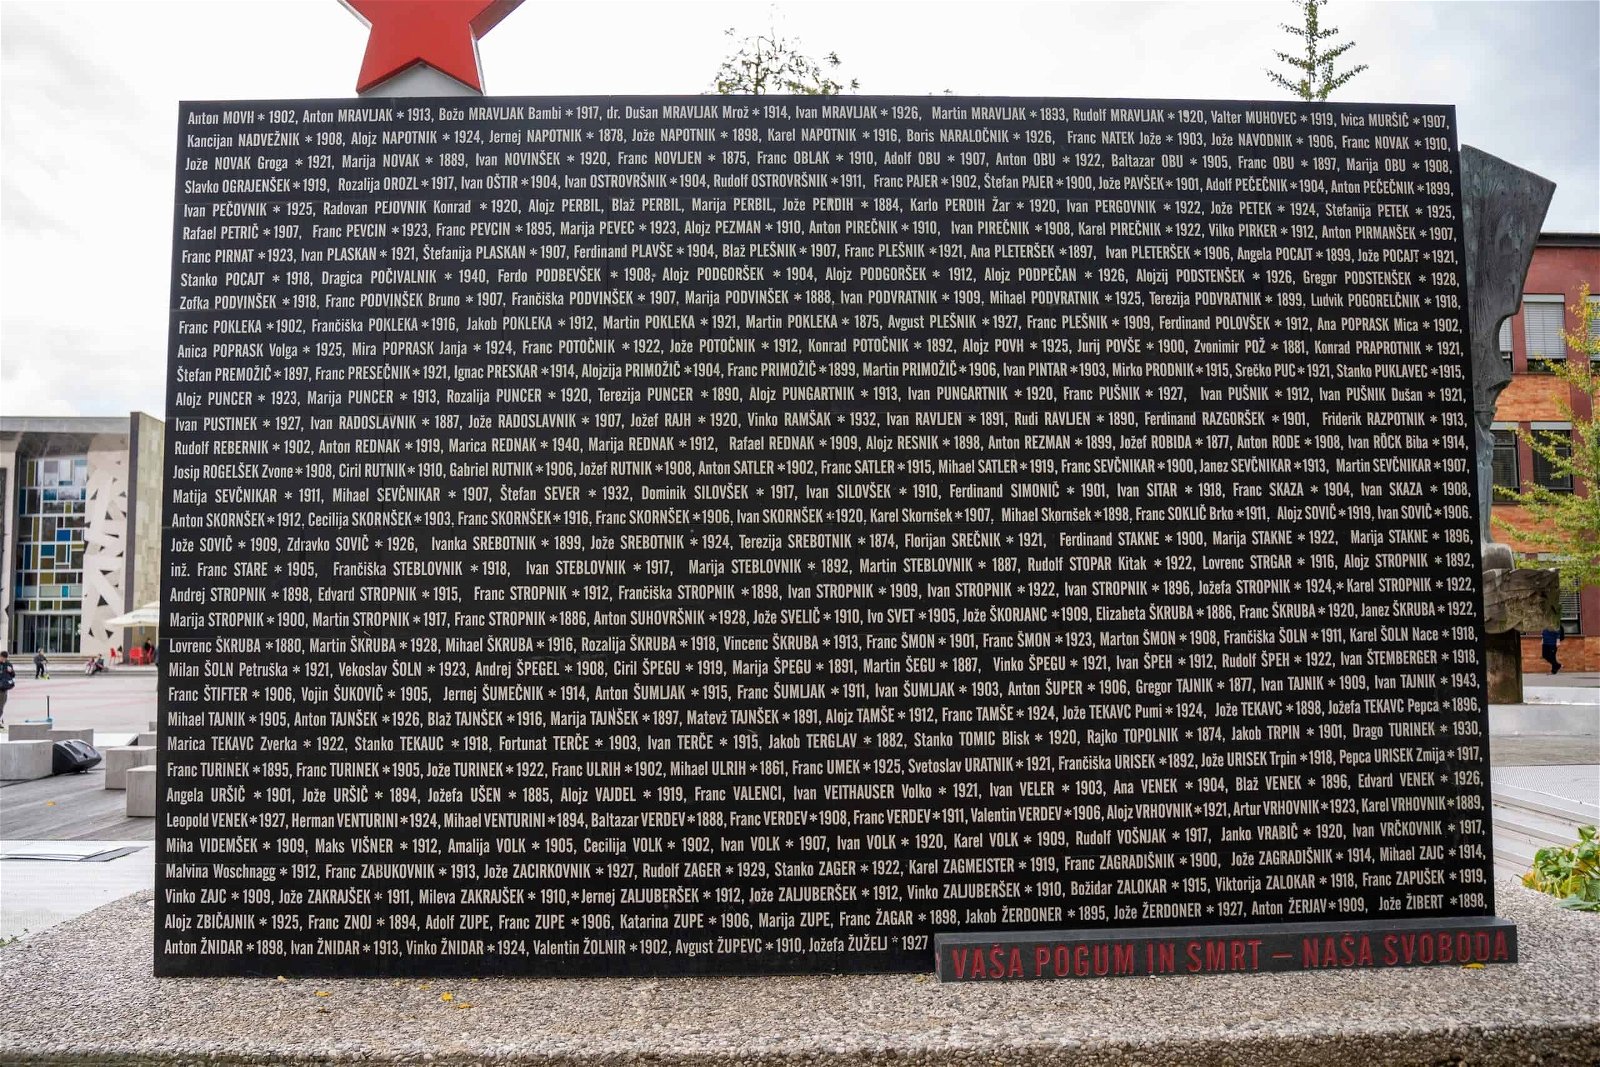 Anton MOVH * 1902, Anton MRAVLJAK * 1913, Božo MRAVLJAK Bambi * 1917, dr. Dušan MRAVLJAK Mrož * 1914, Ivan MRAVLJAK * 1926, Martin MRAVLJAK * 1893, Rudolf MRAVLJAK * 1920, Valter MUHOVEC * 1919, Ivica MURŠIČ * 1907,
Kancijan NADVEŽNIK * 1908, Alojz NAPOTNIK * 1924, Jernej NAPOTNIK * 1878, Jože NAPOTNIK * 1898, Karel NAPOTNIK * 1916, Boris NARALOČNIK * 1926, Franc NATEK Jože * 1903, Jože NAVODNIK * 1906, Franc NOVAK * 1910,
Jože NOVAK Groga * 1921, Marija NOVAK * 1889, Ivan NOVINŠEK * 1920, Franc NOVLJEN * 1875, Franc OBLAK * 1910, Adolf OBU * 1907, Anton OBU * 1922, Baltazar OBU * 1905, Franc OBU * 1897, Marija OBU * 1908,
Slavko OGRAJENŠEK * 1919, Rozalija OROZL * 1917, Ivan OŠTIR * 1904, Ivan OSTROVRŠNIK * 1904, Rudolf OSTROVRŠNIK * 1911, Franc PAJER * 1902, Štefan PAJER * 1900, Jože PAVŠEK * 1901, Adolf PEČEČNIK * 1904, Anton PEČEČNIK * 1899,
Ivan PEČOVNIK * 1925, Radovan PEJOVNIK Konrad * 1920, Alojz PERBIL, Blaž PERBIL, Marija PERBIL, Jože PERDIH * 1884, Karlo PERDIH Žar * 1920, Ivan PERGOVNIK * 1922, Jože PETEK * 1924, Stefanija PETEK * 1925,
Rafael PETRIČ * 1907, Franc PEVCIN * 1923, Franc PEVCIN * 1895, Marija PEVEC * 1923, Alojz PEZMAN * 1910, Anton PIREČNIK * 1910, Ivan PIREČNIK * 1908, Karel PIREČNIK * 1922, Vilko PIRKER * 1912, Anton PIRMANŠEK * 1907,
Franc PIRNAT * 1923, Ivan PLASKAN * 1921, Štefanija PLASKAN * 1907, Ferdinand PLAVŠE * 1904, Blaž PLEŠNIK * 1907, Franc PLEŠNIK * 1921, Ana PLETERŠEK * 1897, Ivan PLETERŠEK * 1906, Angela POCAJT * 1899, Jože POCAJT * 1921,
Stanko POCAJT * 1918, Dragica POČIVALNIK * 1940, Ferdo PODBEVŠEK * 1908, Alojz PODGORŠEK * 1904, Alojz PODGORŠEK * 1912, Alojz PODPEČAN * 1926, Alojzij PODSTENŠEK * 1926, Gregor PODSTENŠEK * 1928,
Zofka PODVINŠEK * 1918, Franc PODVINŠEK Bruno * 1907, Frančiška PODVINŠEK * 1907, Marija PODVINŠEK * 1888, Ivan PODVRATNIK * 1909, Mihael PODVRATNIK * 1925, Terezija PODVRATNIK * 1899, Ludvik POGORELČNIK * 1918,
Franc POKLEKA * 1902, Frančiška POKLEKA * 1916, Jakob POKLEKA * 1912, Martin POKLEKA * 1921, Martin POKLEKA * 1875, Avgust PLEŠNIK * 1927, Franc PLEŠNIK * 1909, Ferdinand POLOVŠEK * 1912, Ana POPRASK Mica * 1902,
Anica POPRASK Volga * 1925, Mira POPRASK Janja * 1924, Franc POTOČNIK * 1922, Jože POTOČNIK * 1912, Konrad POTOČNIK * 1892, Alojz POVH * 1925, Jurij POVŠE * 1900, Zvonimir POŽ * 1881, Konrad PRAPROTNIK * 1921,
Štefan PREMOŽIČ * 1897, Franc PRESEČNIK * 1921, Ignac PRESKAR * 1914, Alojzija PRIMOŽIČ * 1904, Franc PRIMOŽIČ * 1899, Martin PRIMOŽIČ * 1906, Ivan PINTAR * 1903, Mirko PRODNIK * 1915, Srečko PUC * 1921, Stanko PUKLAVEC * 1915,
Alojz PUNCER * 1923, Marija PUNCER * 1913, Rozalija PUNCER * 1920, Terezija PUNCER * 1890, Alojz PUNGARTNIK * 1913, Ivan PUNGARTNIK * 1920, Franc PUŠNIK * 1927, Ivan PUŠNIK * 1912, Ivan PUŠNIK Dušan * 1921,
Ivan PUSTINEK * 1927, Ivan RADOSLAVNIK * 1887, Jože RADOSLAVNIK * 1907, Jožef RAJH * 1920, Vinko RAMŠAK * 1932, Ivan RAVLJEN * 1891, Rudi RAVLJEN * 1890, Ferdinand RAZGORŠEK * 1901, Friderik RAZPOTNIK * 1913,
Rudolf REBERNIK * 1902, Anton REDNAK * 1919, Marica REDNAK * 1940, Marija REDNAK * 1912, Rafael REDNAK * 1909, Alojz RESNIK * 1898, Anton REZMAN * 1899, Jožef ROBIDA * 1877, Anton RODE * 1908, Ivan RÖCK Biba * 1914,
Josip ROGELŠEK Zvone * 1908, Ciril RUTNIK * 1910, Gabriel RUTNIK * 1906, Jožef RUTNIK * 1908, Anton SATLER * 1902, Franc SATLER * 1915, Mihael SATLER * 1919, Franc SEVČNIKAR * 1900, Janez SEVČNIKAR * 1913, Martin SEVČNIKAR * 1907,
Matija SEVČNIKAR * 1911, Mihael SEVČNIKAR * 1907, Štefan SEVER * 1932, Dominik SILOVŠEK * 1917, Ivan SILOVŠEK * 1910, Ferdinand SIMONIČ * 1901, Ivan SITAR * 1918, Franc SKAZA * 1904, Ivan SKAZA * 1908,
Anton SKORNŠEK * 1912, Cecilija SKORNŠEK * 1903, Franc SKORNŠEK * 1916, Franc SKORNŠEK * 1906, Ivan SKORNŠEK * 1920, Karel Skornšek * 1907, Mihael Skornšek * 1898, Franc SOKLIČ Brko * 1911, Alojz SOVIČ * 1919, Ivan SOVIČ * 1906.
Jože SOVIČ * 1909, Zdravko SOVIČ * 1926, Ivanka SREBOTNIK * 1899, Jože SREBOTNIK * 1924, Terezija SREBOTNIK * 1874, Florijan SREČNIK * 1921, Ferdinand STAKNE * 1900, Marija STAKNE * 1922, Marija STAKNE * 1896,
inž. Franc STARE * 1905, Frančiška STEBLOVNIK * 1918, Ivan STEBLOVNIK * 1917, Marija STEBLOVNIK * 1892, Martin STEBLOVNIK * 1887, Rudolf STOPAR Kitak * 1922, Lovrenc STRGAR * 1916, Alojz STROPNIK * 1892,
Andrej STROPNIK * 1898, Edvard STROPNIK * 1915, Franc STROPNIK * 1912, Frančiška STROPNIK * 1898, Ivan STROPNIK * 1909, Ivan STROPNIK * 1922, Ivan STROPNIK * 1896, Jožefa STROPNIK * 1924, * Karel STROPNIK * 1922,
Marija STROPNIK * 1900, Martin STROPNIK * 1917, Franc STROPNIK * 1886, Anton SUHOVRŠNIK * 1928, Jože SVELIČ * 1910, Ivo SVET * 1905, Jože ŠKORJANC * 1909, Elizabeta ŠKRUBA * 1886, Franc ŠKRUBA * 1920, Janez ŠKRUBA * 1922,
Lovrenc ŠKRUBA * 1880, Martin ŠKRUBA * 1928, Mihael ŠKRUBA * 1916, Rozalija ŠKRUBA * 1918, Vincenc ŠKRUBA * 1913, Franc ŠMON * 1901, Franc ŠMON * 1923, Marton ŠMON * 1908, Frančiška ŠOLN * 1911, Karel ŠOLN Nace * 1918,
Milan ŠOLN Petruška * 1921, Vekoslav ŠOLN * 1923, Andrej ŠPEGEL * 1908, Ciril ŠPEGU * 1919, Marija ŠPEGU * 1891, Martin ŠEGU * 1887, Vinko ŠPEGU * 1921, Ivan ŠPEH * 1912, Rudolf ŠPEH * 1922, Ivan ŠTEMBERGER * 1918,
Franc ŠTIFTER * 1906, Vojin ŠUKOVIČ * 1905, Jernej ŠUMEČNIK * 1914, Anton ŠUMLJAK * 1915, Franc ŠUMLJAK * 1911, Ivan ŠUMLJAK * 1903, Anton ŠUPER * 1906, Gregor TAJNIK * 1877, Ivan TAJNIK * 1909, Ivan TAJNIK * 1943,
Mihael TAJNIK * 1905, Anton TAJNŠEK * 1926, Blaž TAJNŠEK * 1916, Marija TAJNŠEK * 1897, Matevž TAJNŠEK * 1891, Alojz TAMŠE * 1912, Franc TAMŠE * 1924, Jože TEKAVC Pumi * 1924, Jože TEKAVC * 1898, Jožefa TEKAVC Pepca * 1896,
Marica TEKAVC Zverka * 1922, Stanko TEKAUC * 1918, Fortunat TERČE * 1903, Ivan TERČE * 1915, Jakob TERGLAV * 1882, Stanko TOMIC Blisk * 1920, Rajko TOPOLNIK * 1874, Jakob TRPIN * 1901, Drago TURINEK * 1930,
Franc TURINEK * 1895, Franc TURINEK * 1905, Jože TURINEK * 1922, Franc ULRIH * 1902, Mihael ULRIH * 1861, Franc UMEK * 1925, Svetoslav URATNIK * 1921, Frančiška URISEK * 1892, Jože URISEK Trpin * 1918, Pepca URISEK Zmija * 1917,
Angela URŠIČ * 1901, Jože URŠIČ * 1894, Jožefa UŠEN * 1885, Alojz VAJDEL * 1919, Franc VALENCI, Ivan VEITHAUSER Volko * 1921, Ivan VELER * 1903, Ana VENEK * 1904, Blaž VENEK * 1896, Edvard VENEK * 1926,
Leopold VENEK * 1927, Herman VENTURINI * 1924, Mihael VENTURINI * 1894, Baltazar VERDEV * 1888, Franc VERDEV * 1908, Franc VERDEV * 1911, Valentin VERDEV * 1906, Alojz VRHOVNIK * 1921, Artur VRHOVNIK * 1923, Karel VRHOVNIK * 1889,
Miha VIDEMŠEK * 1909, Maks VIŠNER * 1912, Amalija VOLK * 1905, Cecilija VOLK * 1902, Ivan VOLK * 1907, Ivan VOLK * 1920, Karel VOLK * 1909, Rudolf VOŠNJAK * 1917, Janko VRABIČ * 1920, Ivan VRČKOVNIK * 1917,
Malvina Woschnagg * 1912, Franc ZABUKOVNIK * 1913, Jože ZACIRKOVNIK * 1927, Rudolf ZAGER * 1929, Stanko ZAGER * 1922, Karel ZAGMEISTER * 1919, Franc ZAGRADIŠNIK * 1900, Jože ZAGRADIŠNIK * 1914, Mihael ZAJC * 1914,
Vinko ZAJC * 1909, Jože ZAKRAJŠEK * 1911, Mileva ZAKRAJŠEK * 1910, * Jernej ZALJUBERŠEK * 1912, Jože ZALJUBERŠEK * 1912, Vinko ZALJUBERŠEK * 1910, Božidar ZALOKAR * 1915, Viktorija ZALOKAR * 1918, Franc ZAPUŠEK * 1919,
Alojz ZBIČAJNIK * 1925, Franc ZNOJ * 1894, Adolf ZUPE, Franc ZUPE * 1906, Katarina ZUPE * 1906, Marija ZUPE, Franc ŽAGAR * 1898, Jakob ŽERDONER * 1895, Jože ŽERDONER * 1927, Anton ŽERJAV * 1909, Jože ŽIBERT * 1898,
Anton ŽNIDAR * 1898, Ivan ŽNIDAR * 1913, Vinko ŽNIDAR * 1924, Valentin ŽOLNIR * 1902, Avgust ŽUPEVC * 1910, Jožefa ŽUŽELJ * 1927
VAŠA POGUM IN SMRT – NAŠA SVOBODA